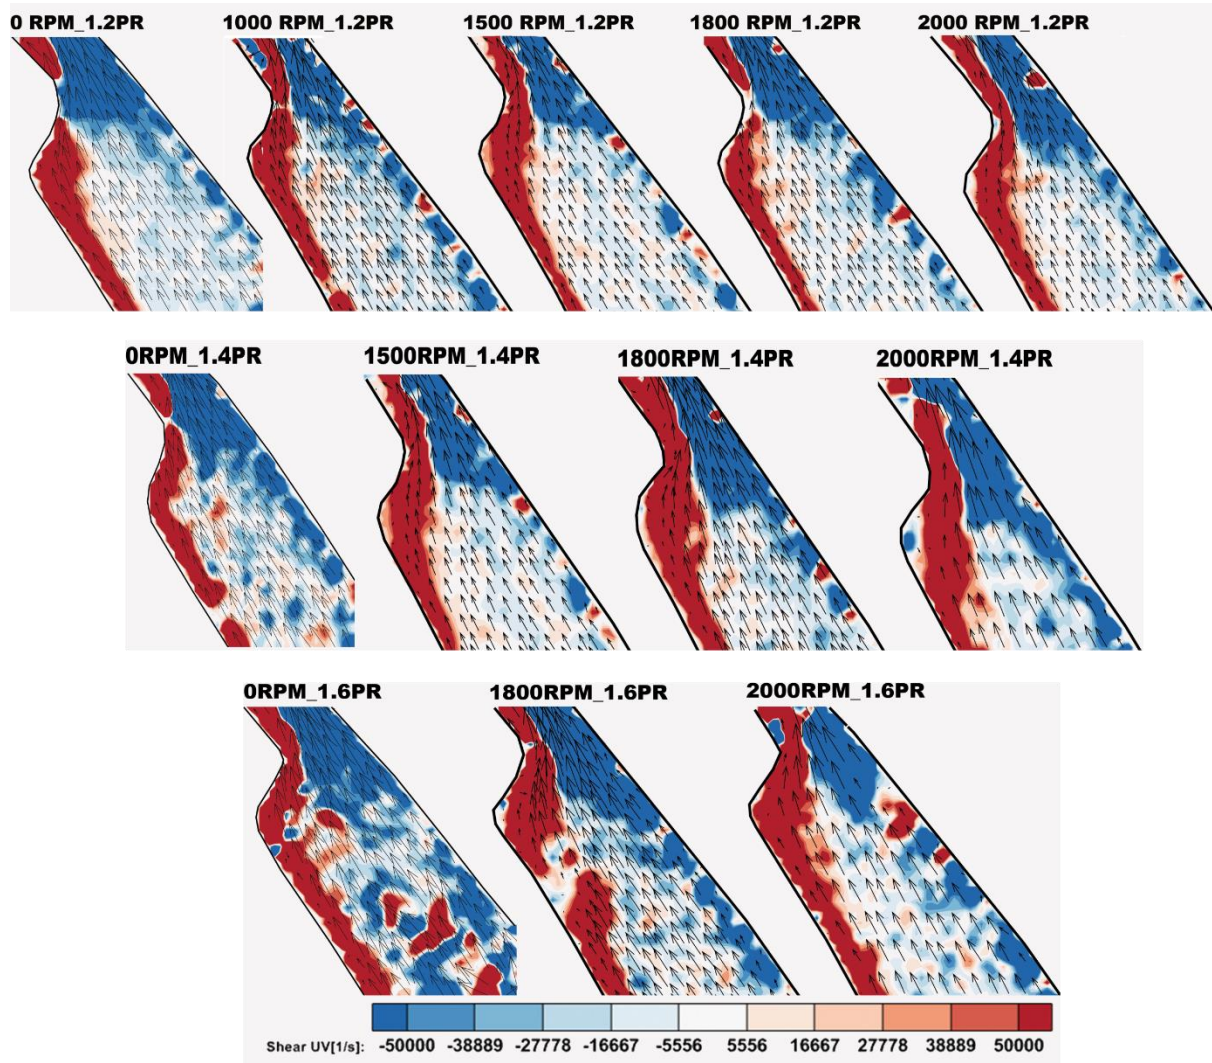 0 RPM_1.2PR 1000 RPM_1.2PR 1500 RPM_1.2PR 1800 RPM_1.2PR 2000 RPM_1.2PR
0RPM_1.4PR 1500RPM_1.4PR 1800RPM_1.4PR 2000RPM_1.4PR
0RPM_1.6PR 1800RPM_1.6PR 2000RPM_1.6PR
Shear UV[1/s]: -50000 -38889 -27778 -16667 -5556 5556 16667 27778 38889 50000